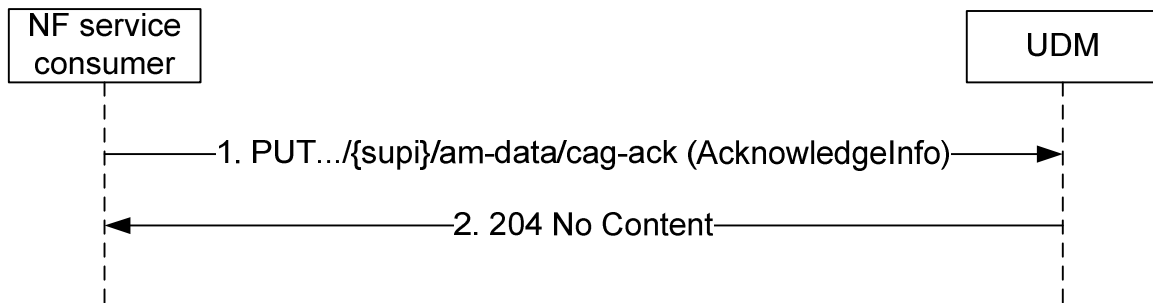 NF service
consumer
UDM
1. PUT.../{supi}/am-data/cag-ack (AcknowledgeInfo)
2. 204 No Content